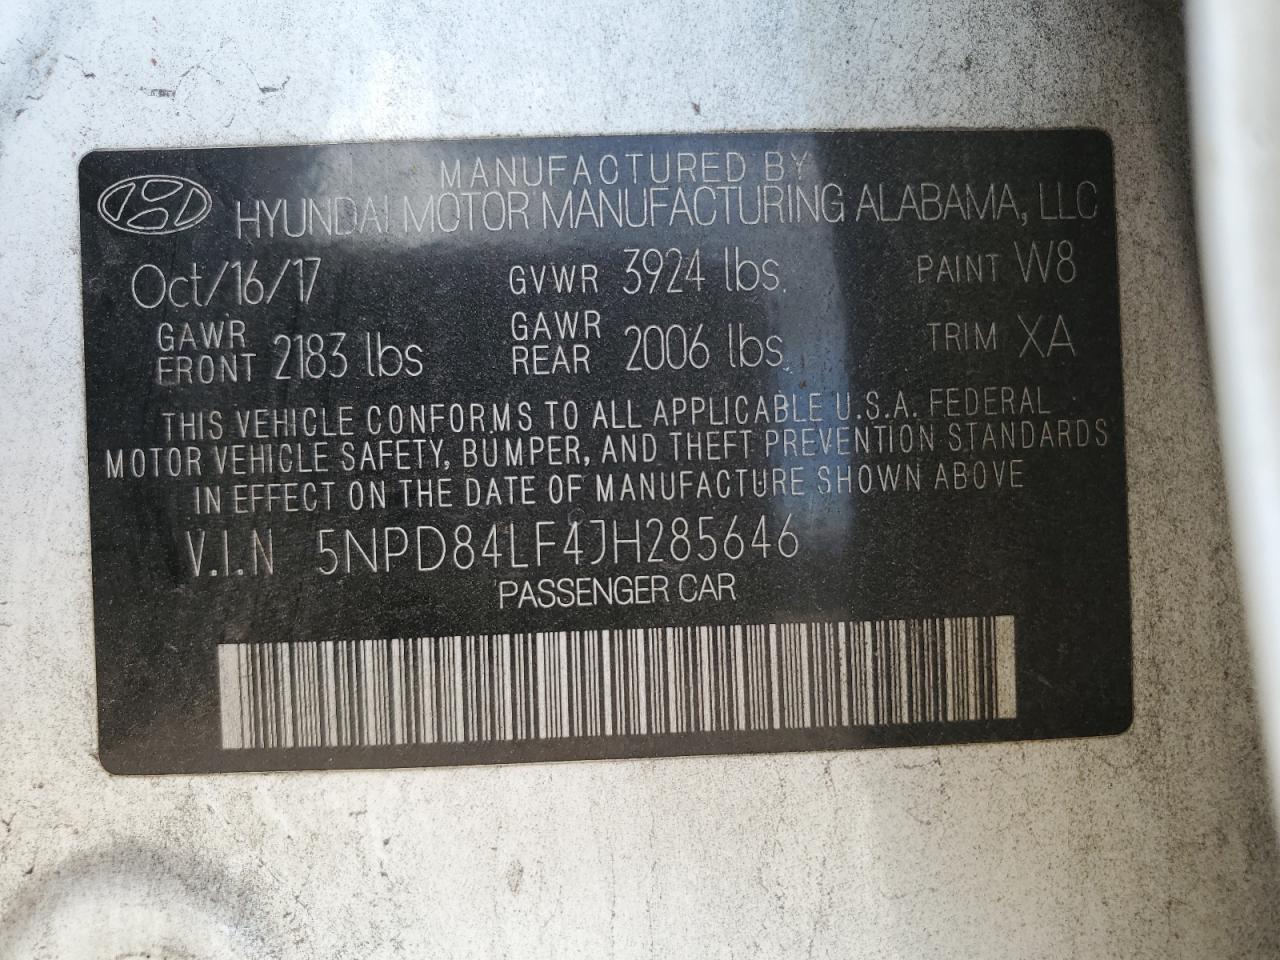 MANUFACTURED BY
HYUNDAI MOTOR MANUFACTURING ALABAMA, LLC
Oct/16/17 GVWR 3924 lbs. PAINT W8
GAWR FRONT 2183 lbs GAWR REAR 2006 lbs. TRIM XA
THIS VEHICLE CONFORMS TO ALL APPLICABLE U.S.A. FEDERAL
MOTOR VEHICLE SAFETY, BUMPER, AND THEFT PREVENTION STANDARDS
IN EFFECT ON THE DATE OF MANUFACTURE SHOWN ABOVE
V.I.N 5NPD84LF4JH285646
PASSENGER CAR